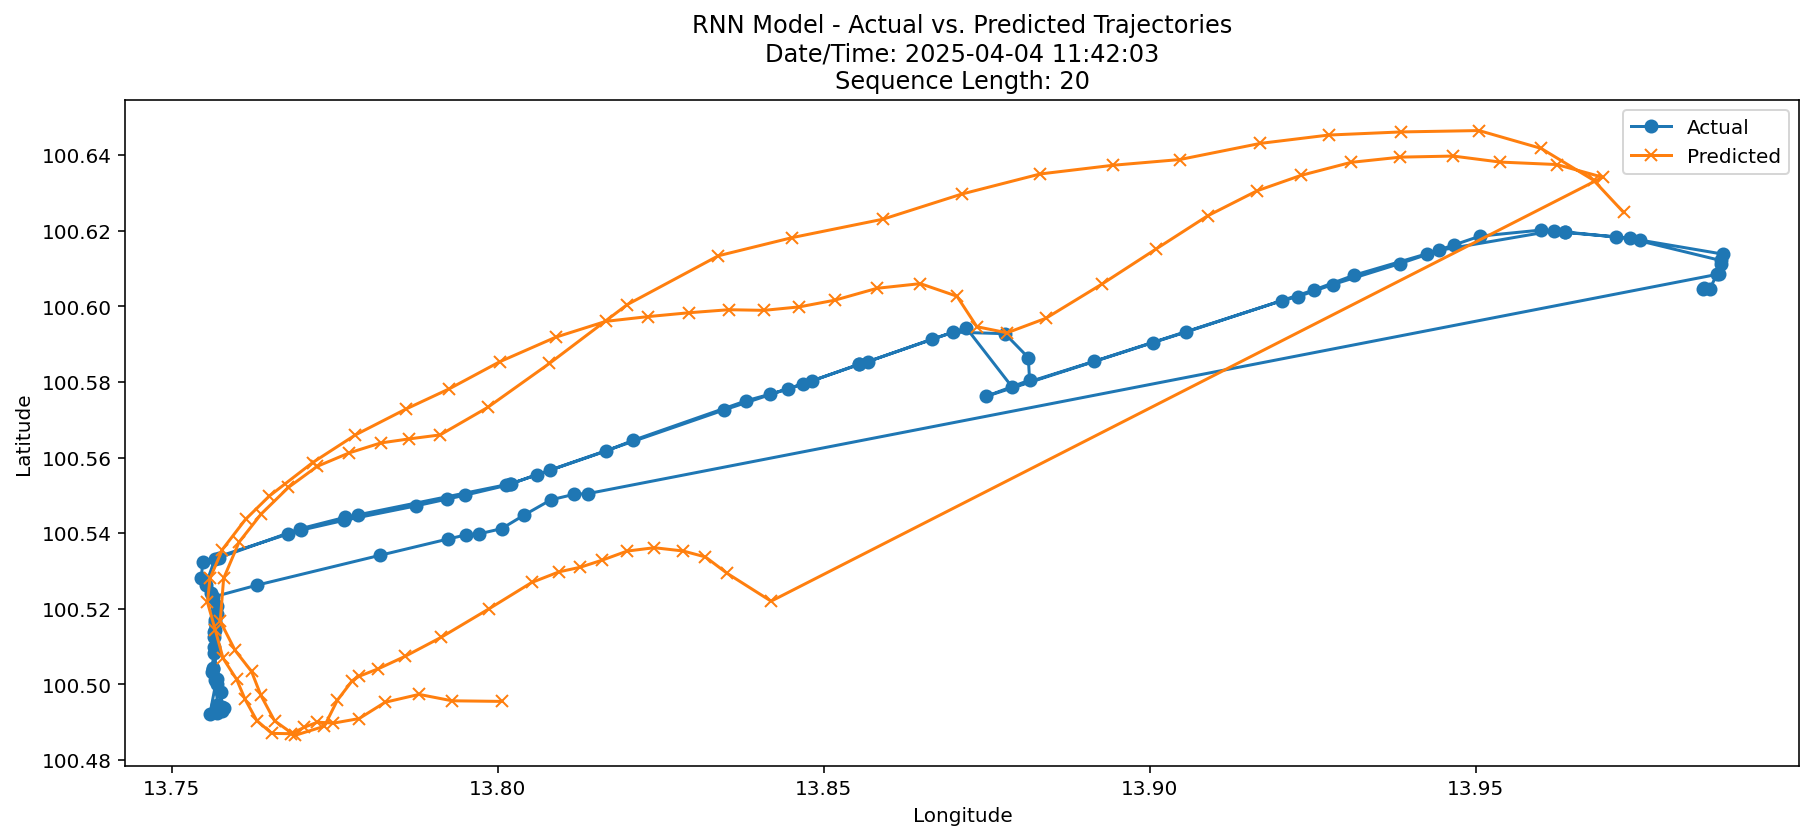 RNN Model - Actual vs. Predicted Trajectories
Date/Time: 2025-04-04 11:42:03
Sequence Length: 20
Actual
Predicted
Latitude
100.64
100.62
100.60
100.58
100.56
100.54
100.52
100.50
100.48
13.75 13.80 13.85 13.90 13.95
Longitude